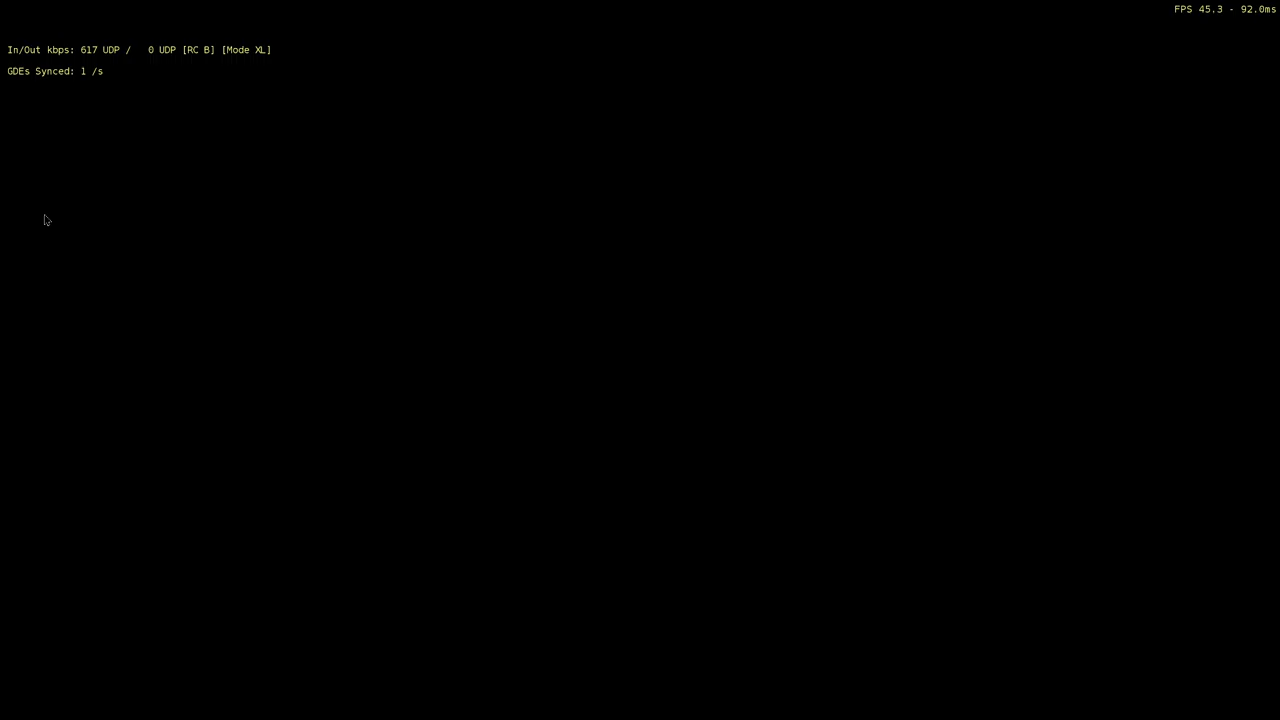 FPS 45.3 - 92.0ms
In/Out kbps: 617 UDP /   0 UDP [RC B] [Mode XL]
GDEs Synced: 1 /s